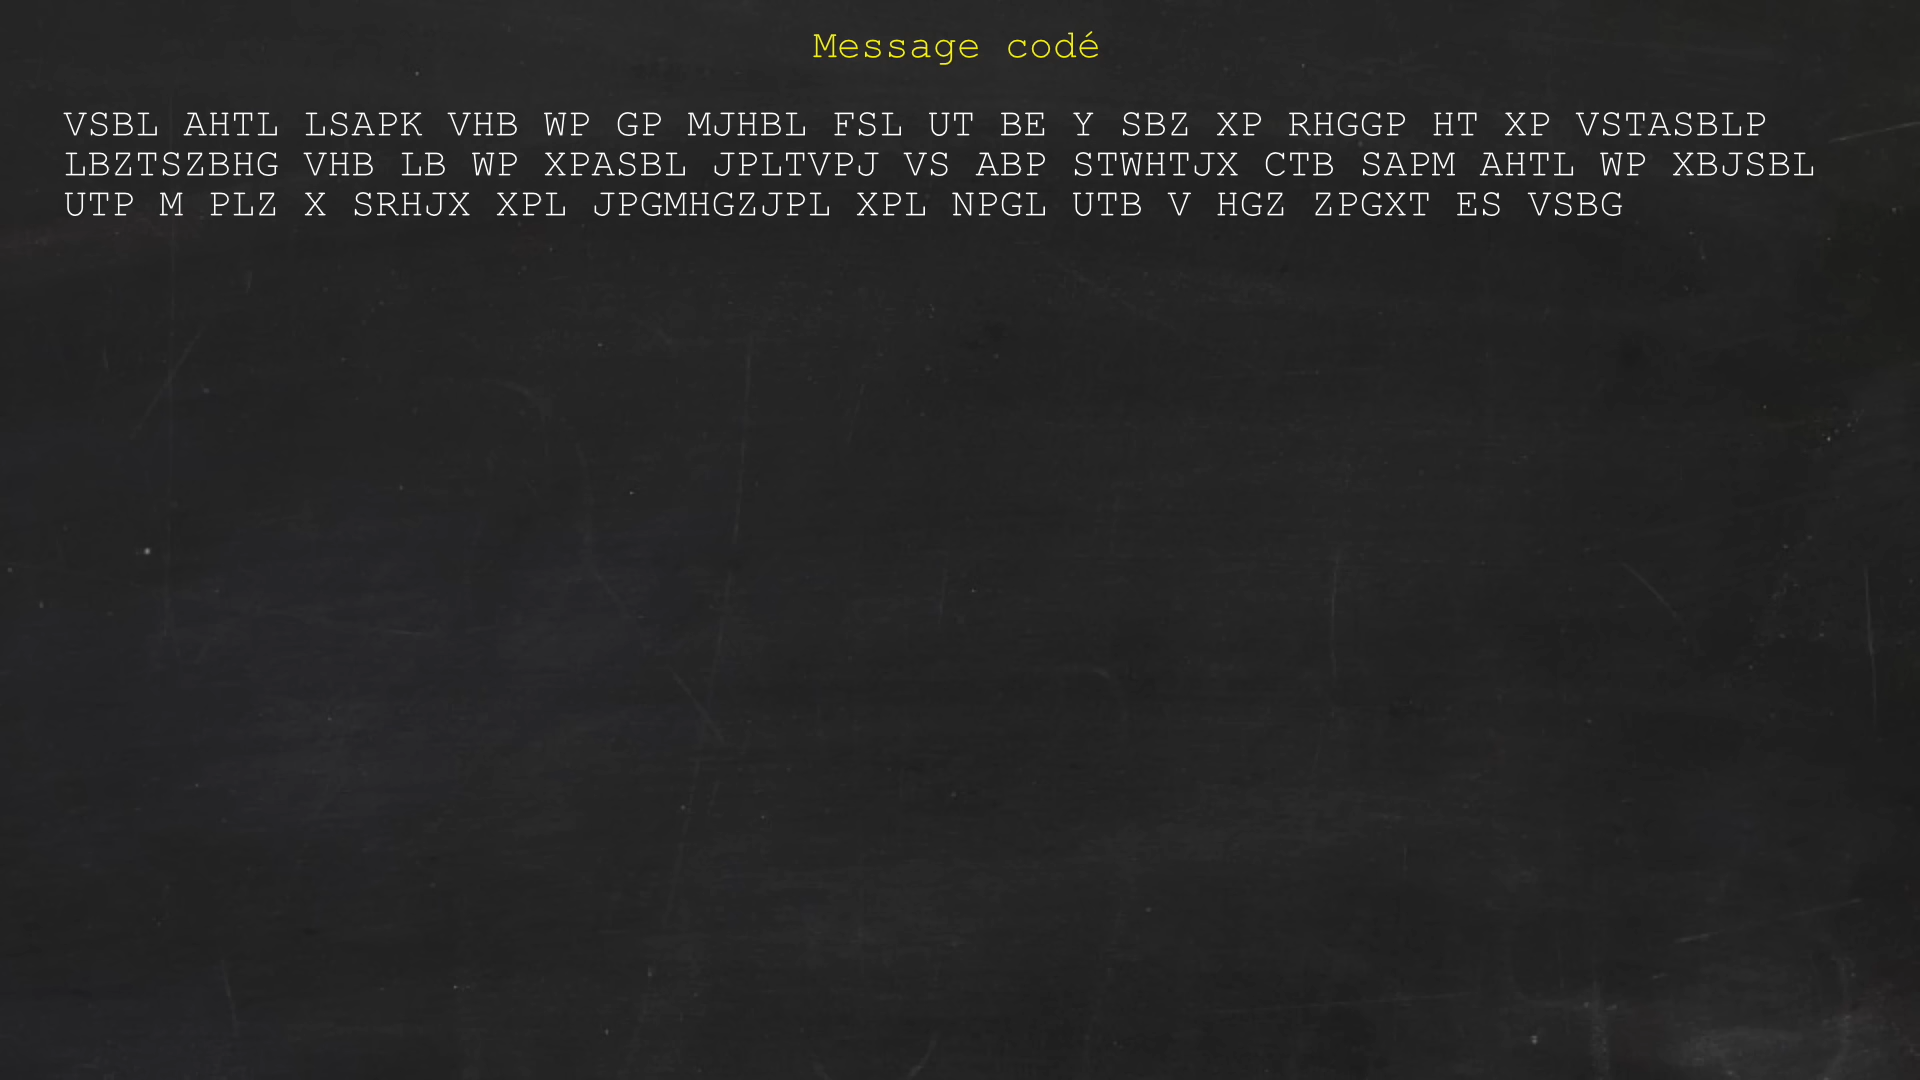 Message codé
VSBL AHTL LSAPK VHB WP GP MJHBL FSL UT BE Y SBZ XP RHGGP HT XP VSTASBLP
LBZTSZBHG VHB LB WP XPASBL JPLTVPJ VS ABP STWHTJX CTB SAPM AHTL WP XBJSBL
UTP M PLZ X SRHJX XPL JPGMHGZJPL XPL NPGL UTB V HGZ ZPGXT ES VSBG